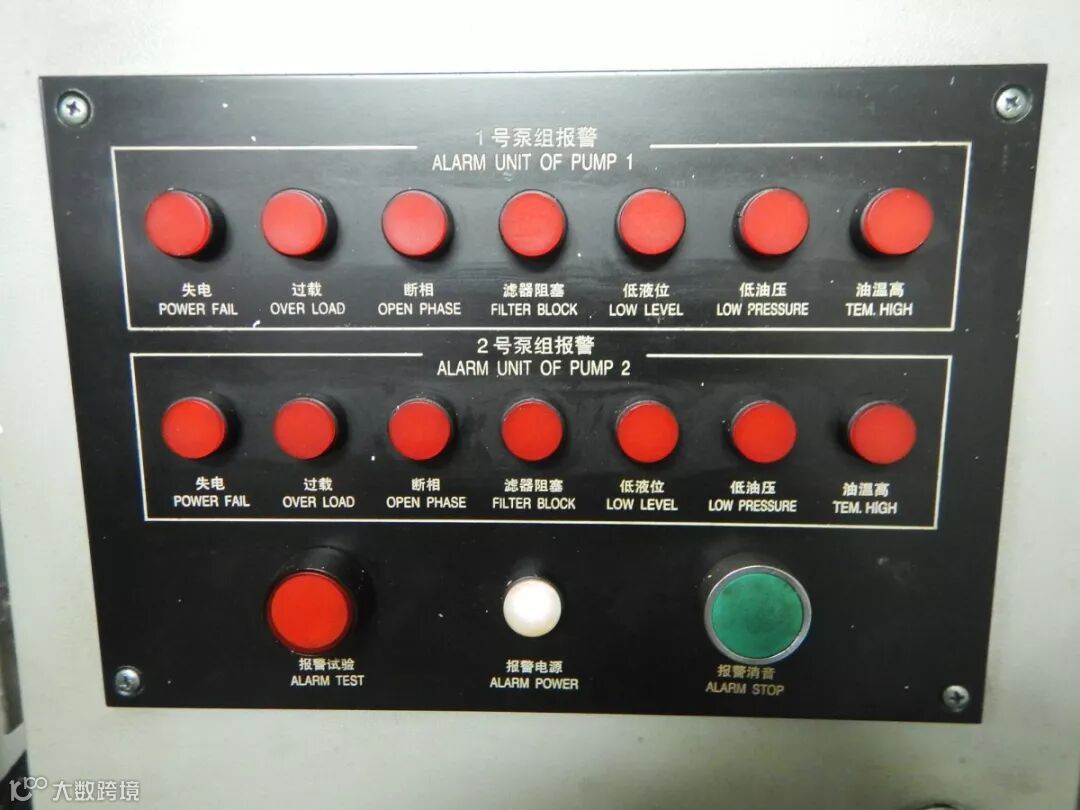 1号泵组报警
ALARM UNIT OF PUMP 1
失电 过载 断相 滤器阻塞 低液位 低油压 油温高
POWER FAIL OVER LOAD OPEN PHASE FILTER BLOCK LOW LEVEL LOW PRESSURE TEM. HIGH
2号泵组报警
ALARM UNIT OF PUMP 2
失电 过载 断相 滤器阻塞 低液位 低油压 油温高
POWER FAIL OVER LOAD OPEN PHASE FILTER BLOCK LOW LEVEL LOW PRESSURE TEM. HIGH
报警试验 报警电源 报警消音
ALARM TEST ALARM POWER ALARM STOP
大数跨境